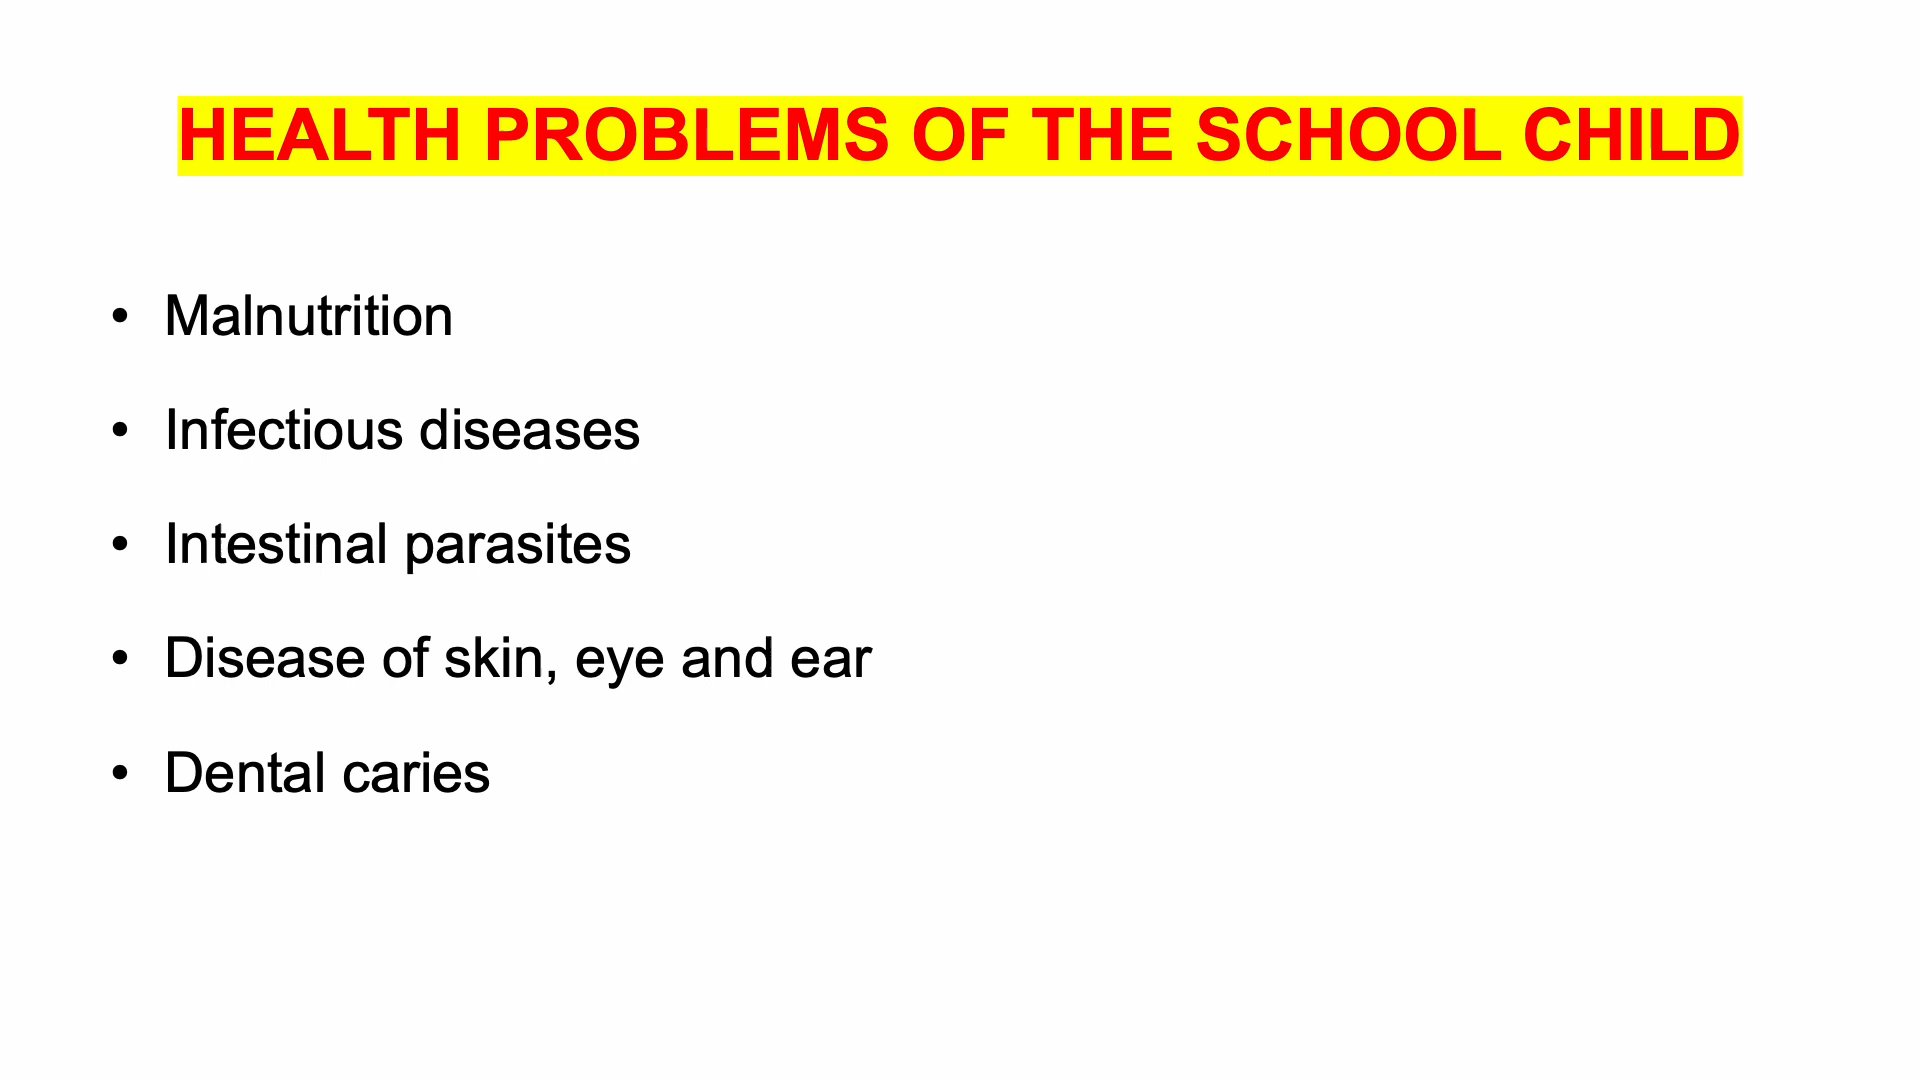 HEALTH PROBLEMS OF THE SCHOOL CHILD
• Malnutrition
• Infectious diseases
• Intestinal parasites
• Disease of skin, eye and ear
• Dental caries